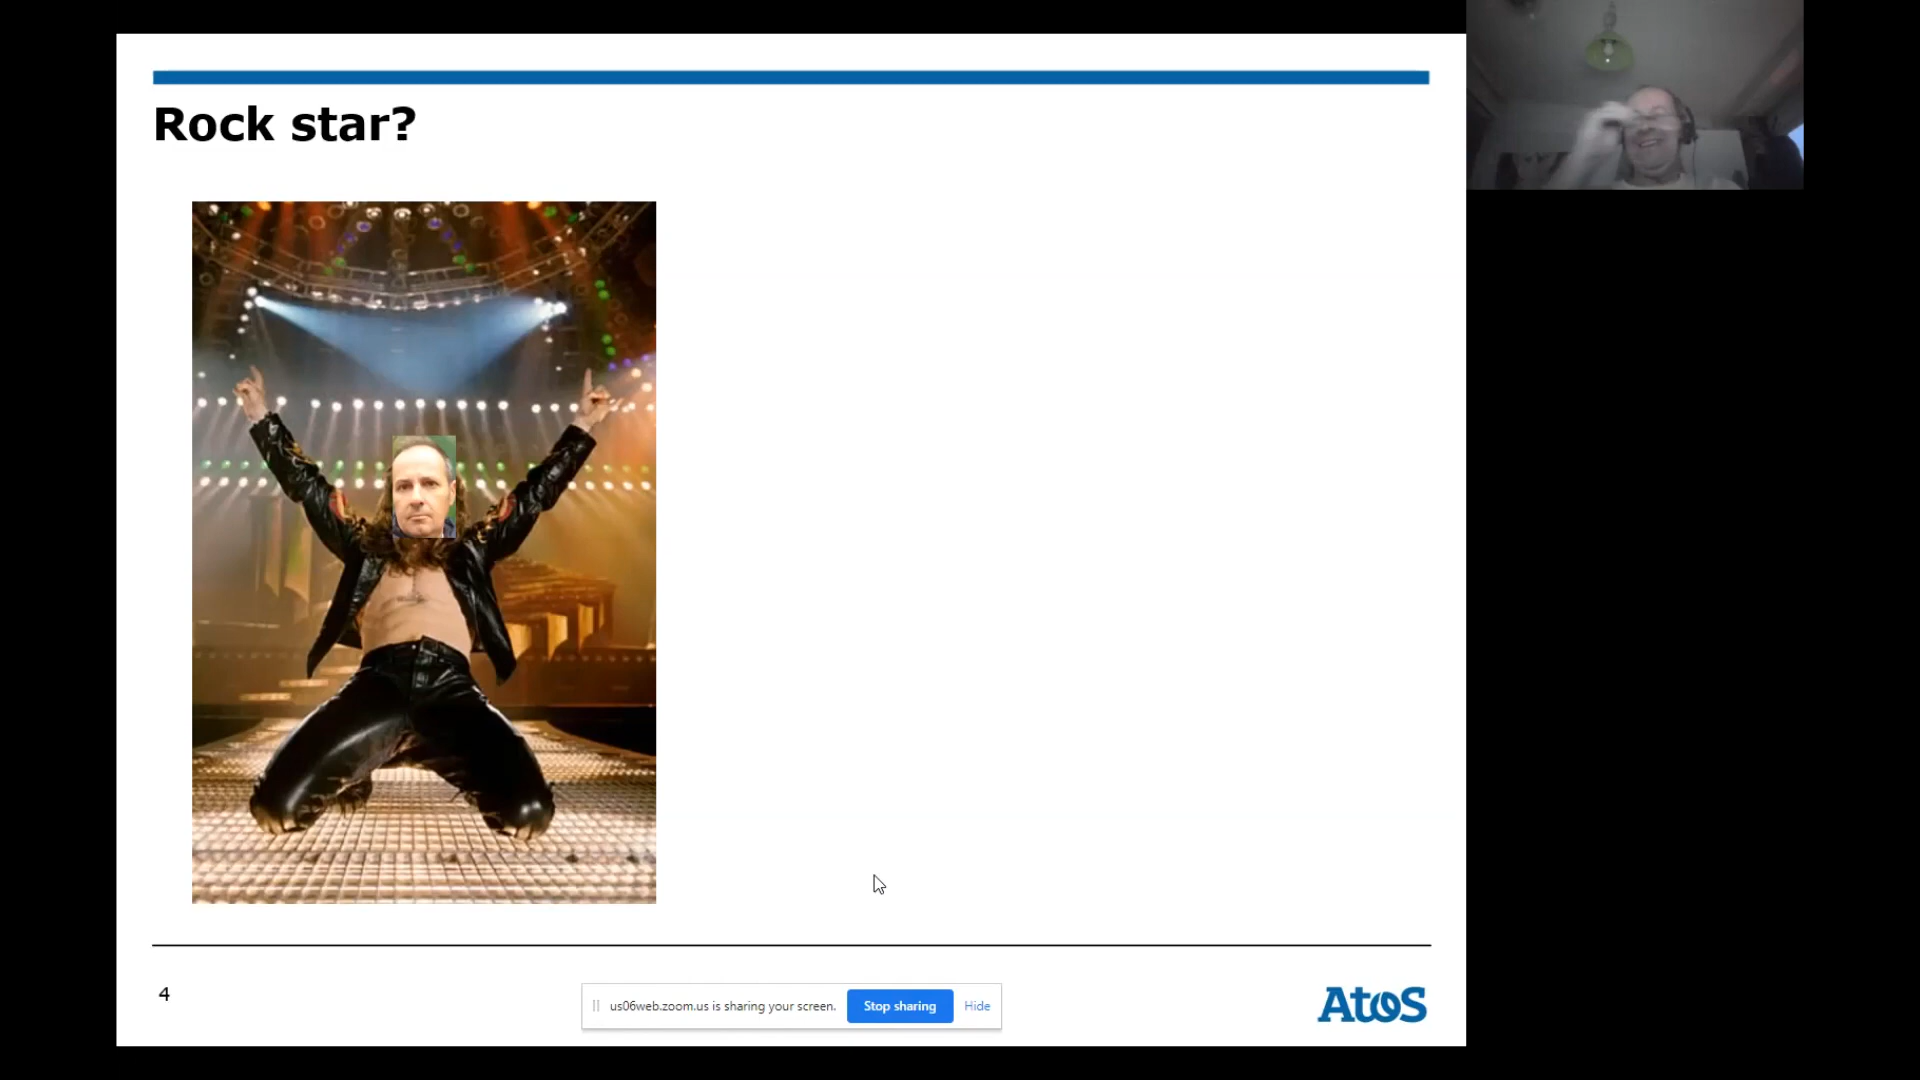 Rock star?
4
us06web.zoom.us is sharing your screen.
Stop sharing
Hide
Atos